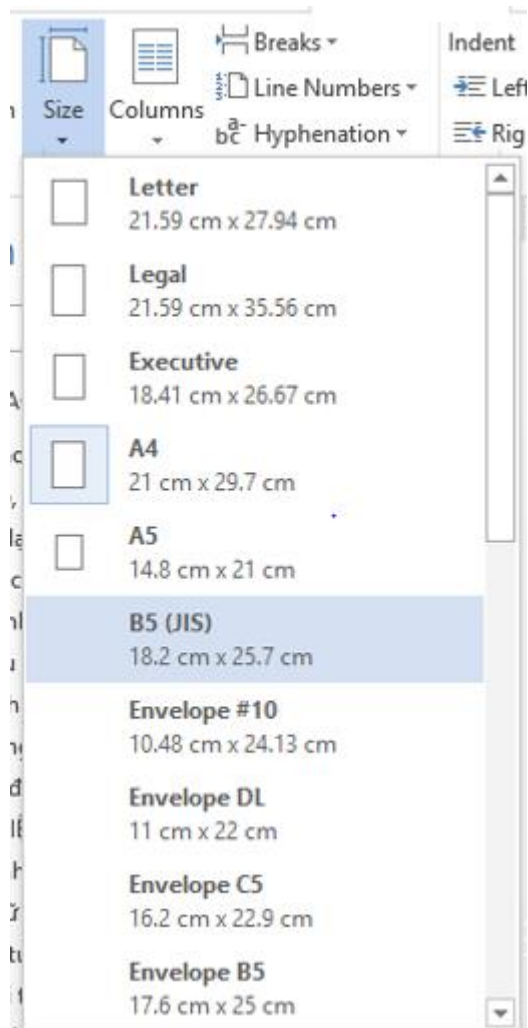 Size
Columns
Breaks
Line Numbers
bc
a-
Hyphenation
Indent
Left
Rig
Letter
21.59 cm x 27.94 cm
Legal
21.59 cm x 35.56 cm
Executive
18.41 cm x 26.67 cm
A4
21 cm x 29.7 cm
A5
14.8 cm x 21 cm
B5 (JIS)
18.2 cm x 25.7 cm
Envelope #10
10.48 cm x 24.13 cm
Envelope DL
11 cm x 22 cm
Envelope C5
16.2 cm x 22.9 cm
Envelope B5
17.6 cm x 25 cm